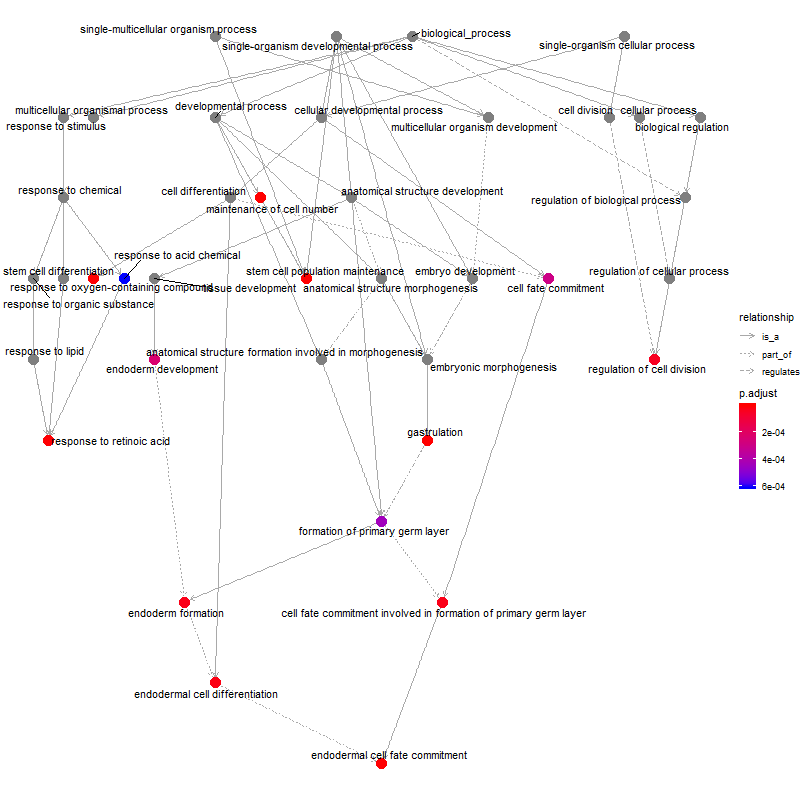 single-multicellular organism process
biological_process
single-organism developmental process
single-organism cellular process
developmental process
multicellular organismal process
cellular developmental process
cell division
cellular process
response to stimulus
multicellular organism development
biological regulation
response to chemical
cell differentiation
anatomical structure development
regulation of biological process
maintenance of cell number
response to acid chemical
stem cell differentiation
stem cell population maintenance
embryo development
regulation of cellular process
response to oxygen-containing compound
tissue development
anatomical structure morphogenesis
cell fate commitment
response to organic substance
relationship
is_a
part_of
regulates
response to lipid
anatomical structure formation involved in morphogenesis
endoderm development
embryonic morphogenesis
regulation of cell division
p.adjust
2e-04
4e-04
6e-04
gastrulation
response to retinoic acid
formation of primary germ layer
endoderm formation
cell fate commitment involved in formation of primary germ layer
endodermal cell differentiation
endodermal cell fate commitment